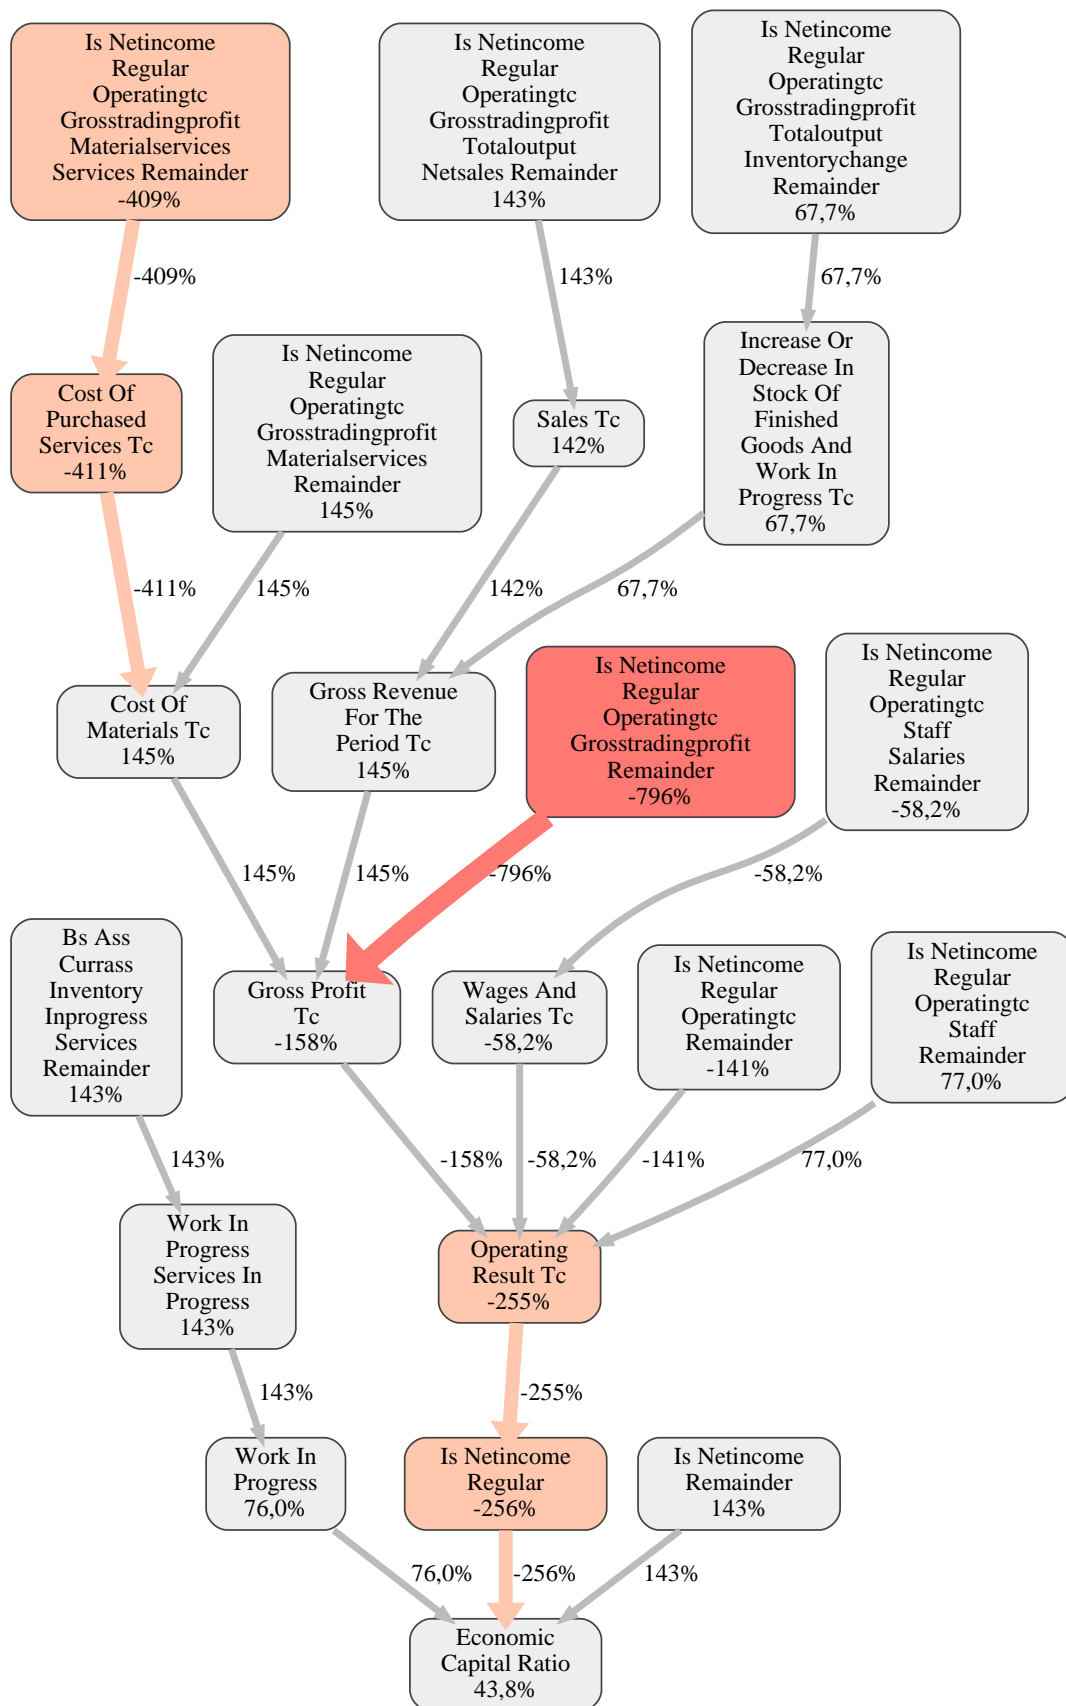 Is Netincome
Regular
Operatingtc
Grosstradingprofit
Materialservices
Services Remainder
-409%
Is Netincome
Regular
Operatingtc
Grosstradingprofit
Totaloutput
Netsales Remainder
143%
Is Netincome
Regular
Operatingtc
Grosstradingprofit
Totaloutput
Inventorychange
Remainder
67,7%
-409%
143%
67,7%
Cost Of
Purchased
Services Tc
-411%
Is Netincome
Regular
Operatingtc
Grosstradingprofit
Materialservices
Remainder
145%
Sales Tc
142%
Increase Or
Decrease In
Stock Of
Finished
Goods And
Work In
Progress Tc
67,7%
-411%
145%
142%
67,7%
Cost Of
Materials Tc
145%
Gross Revenue
For The
Period Tc
145%
Is Netincome
Regular
Operatingtc
Grosstradingprofit
Remainder
-796%
Is Netincome
Regular
Operatingtc
Staff
Salaries
Remainder
-58,2%
145%
145%
-796%
-58,2%
Bs Ass
Currass
Inventory
Inprogress
Services
Remainder
143%
Gross Profit
Tc
-158%
Wages And
Salaries Tc
-58,2%
Is Netincome
Regular
Operatingtc
Remainder
-141%
Is Netincome
Regular
Operatingtc
Staff
Remainder
77,0%
143%
-158%
-58,2%
-141%
77,0%
Work In
Progress
Services In
Progress
143%
Operating
Result Tc
-255%
143%
-255%
Work In
Progress
76,0%
Is Netincome
Regular
-256%
Is Netincome
Remainder
143%
76,0%
-256%
143%
Economic
Capital Ratio
43,8%